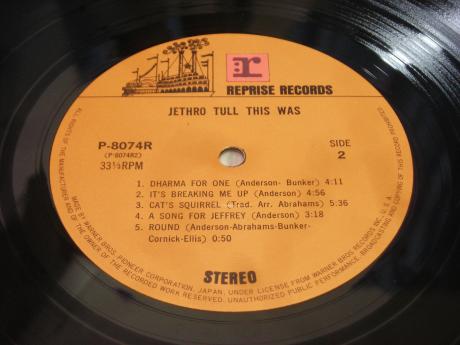 r
REPRISE RECORDS
JETHRO TULL THIS WAS
P-8074R
(P-8074R2)
33⅓RPM
SIDE
2
1. DHARMA FOR ONE (Anderson- Bunker) 4:11
2. IT'S BREAKING ME UP (Anderson) 4:56
3. CAT'S SQUIRREL (Trad. Arr. Abrahams) 5:36
4. A SONG FOR JEFFREY (Anderson) 3:18
5. ROUND (Anderson-Abrahams-Bunker-
Cornick-Ellis) 0:50
STEREO
ALL RIGHTS OF THE MANUFACTURER AND OF THE OWNER OF THE RECORDED WORK RESERVED. UNAUTHORIZED PUBLIC PERFORMANCE, BROADCASTING AND COPYING OF THIS RECORD PROHIBITED
MADE BY WARNER BROS. PIONEER CORPORATION, JAPAN, UNDER LICENSE FROM WARNER BROS. RECORDS INC. U.S.A.